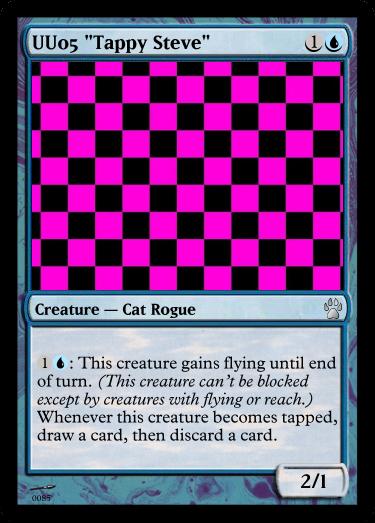 UU05 "Tappy Steve" 1
Creature — Cat Rogue
1 : This creature gains flying until end
of turn. (This creature can't be blocked
except by creatures with flying or reach.)
Whenever this creature becomes tapped,
draw a card, then discard a card.
2/1
0085